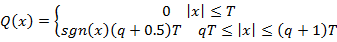 Q(x) = { 0 |x| ≤ T
sgn(x)(q + 0.5)T qT ≤ |x| ≤ (q + 1)T